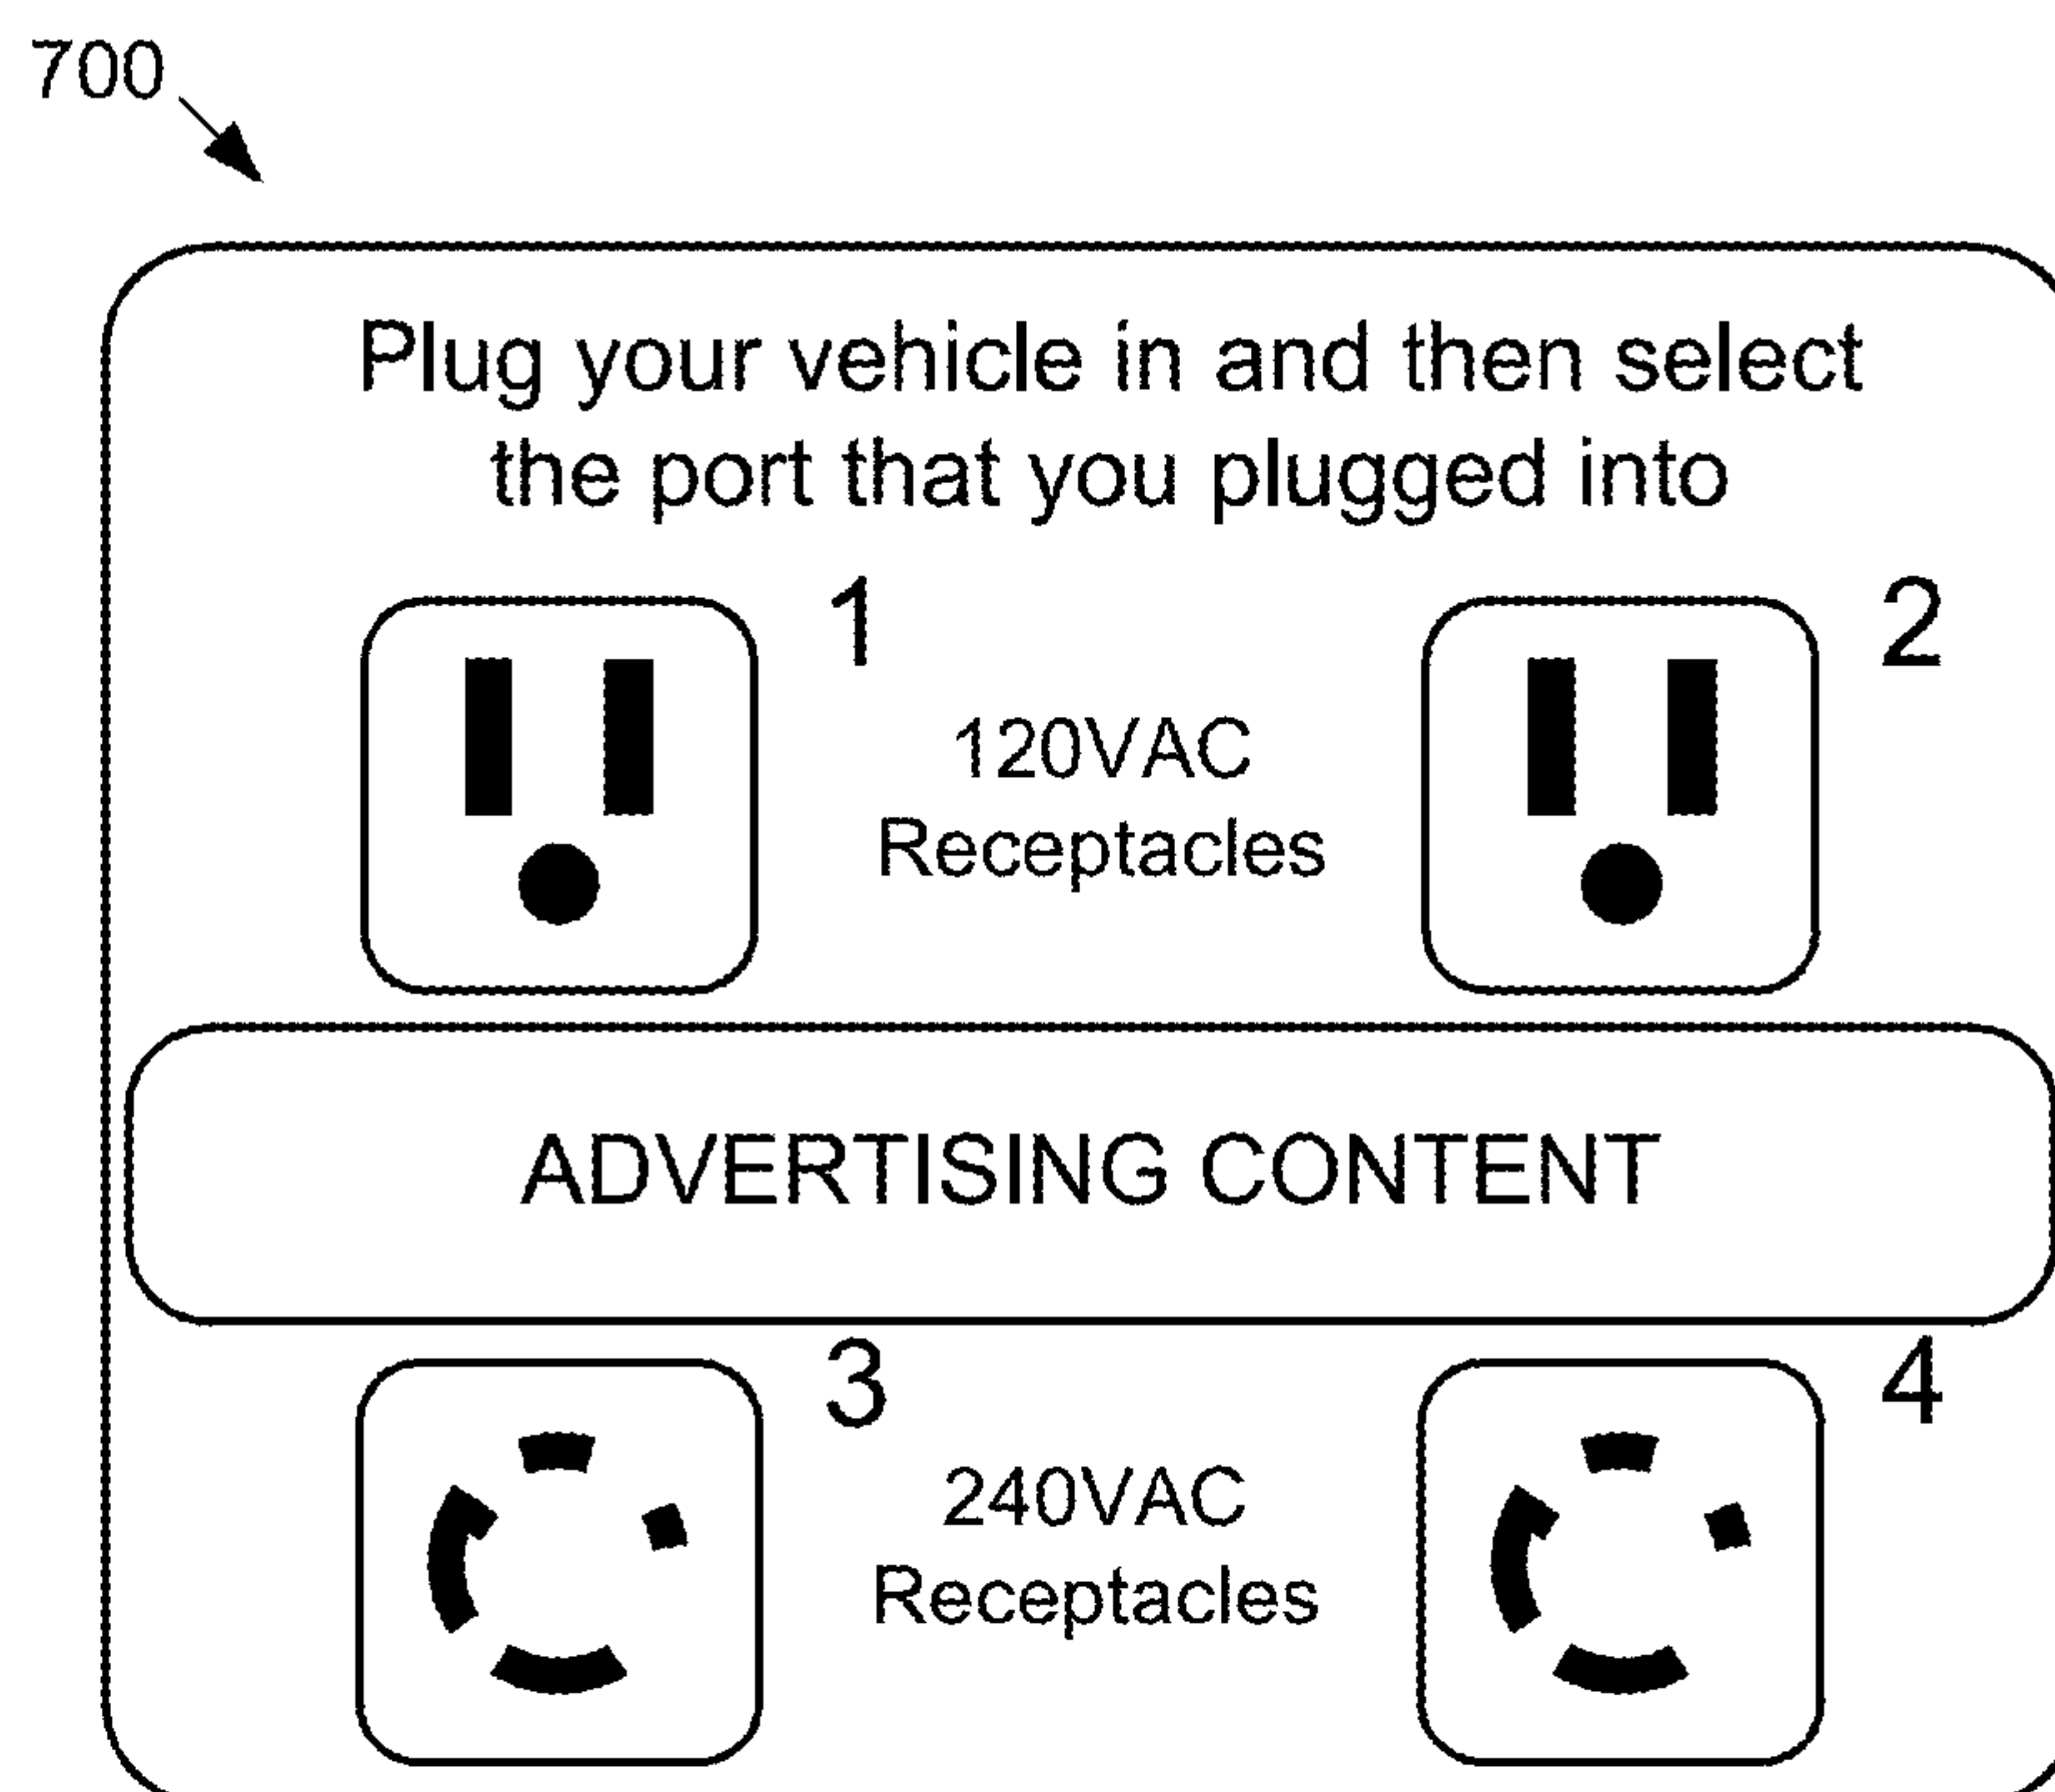 700
Plug your vehicle in and then select
the port that you plugged into
1
2
120VAC
Receptacles
ADVERTISING CONTENT
3
4
240VAC
Receptacles